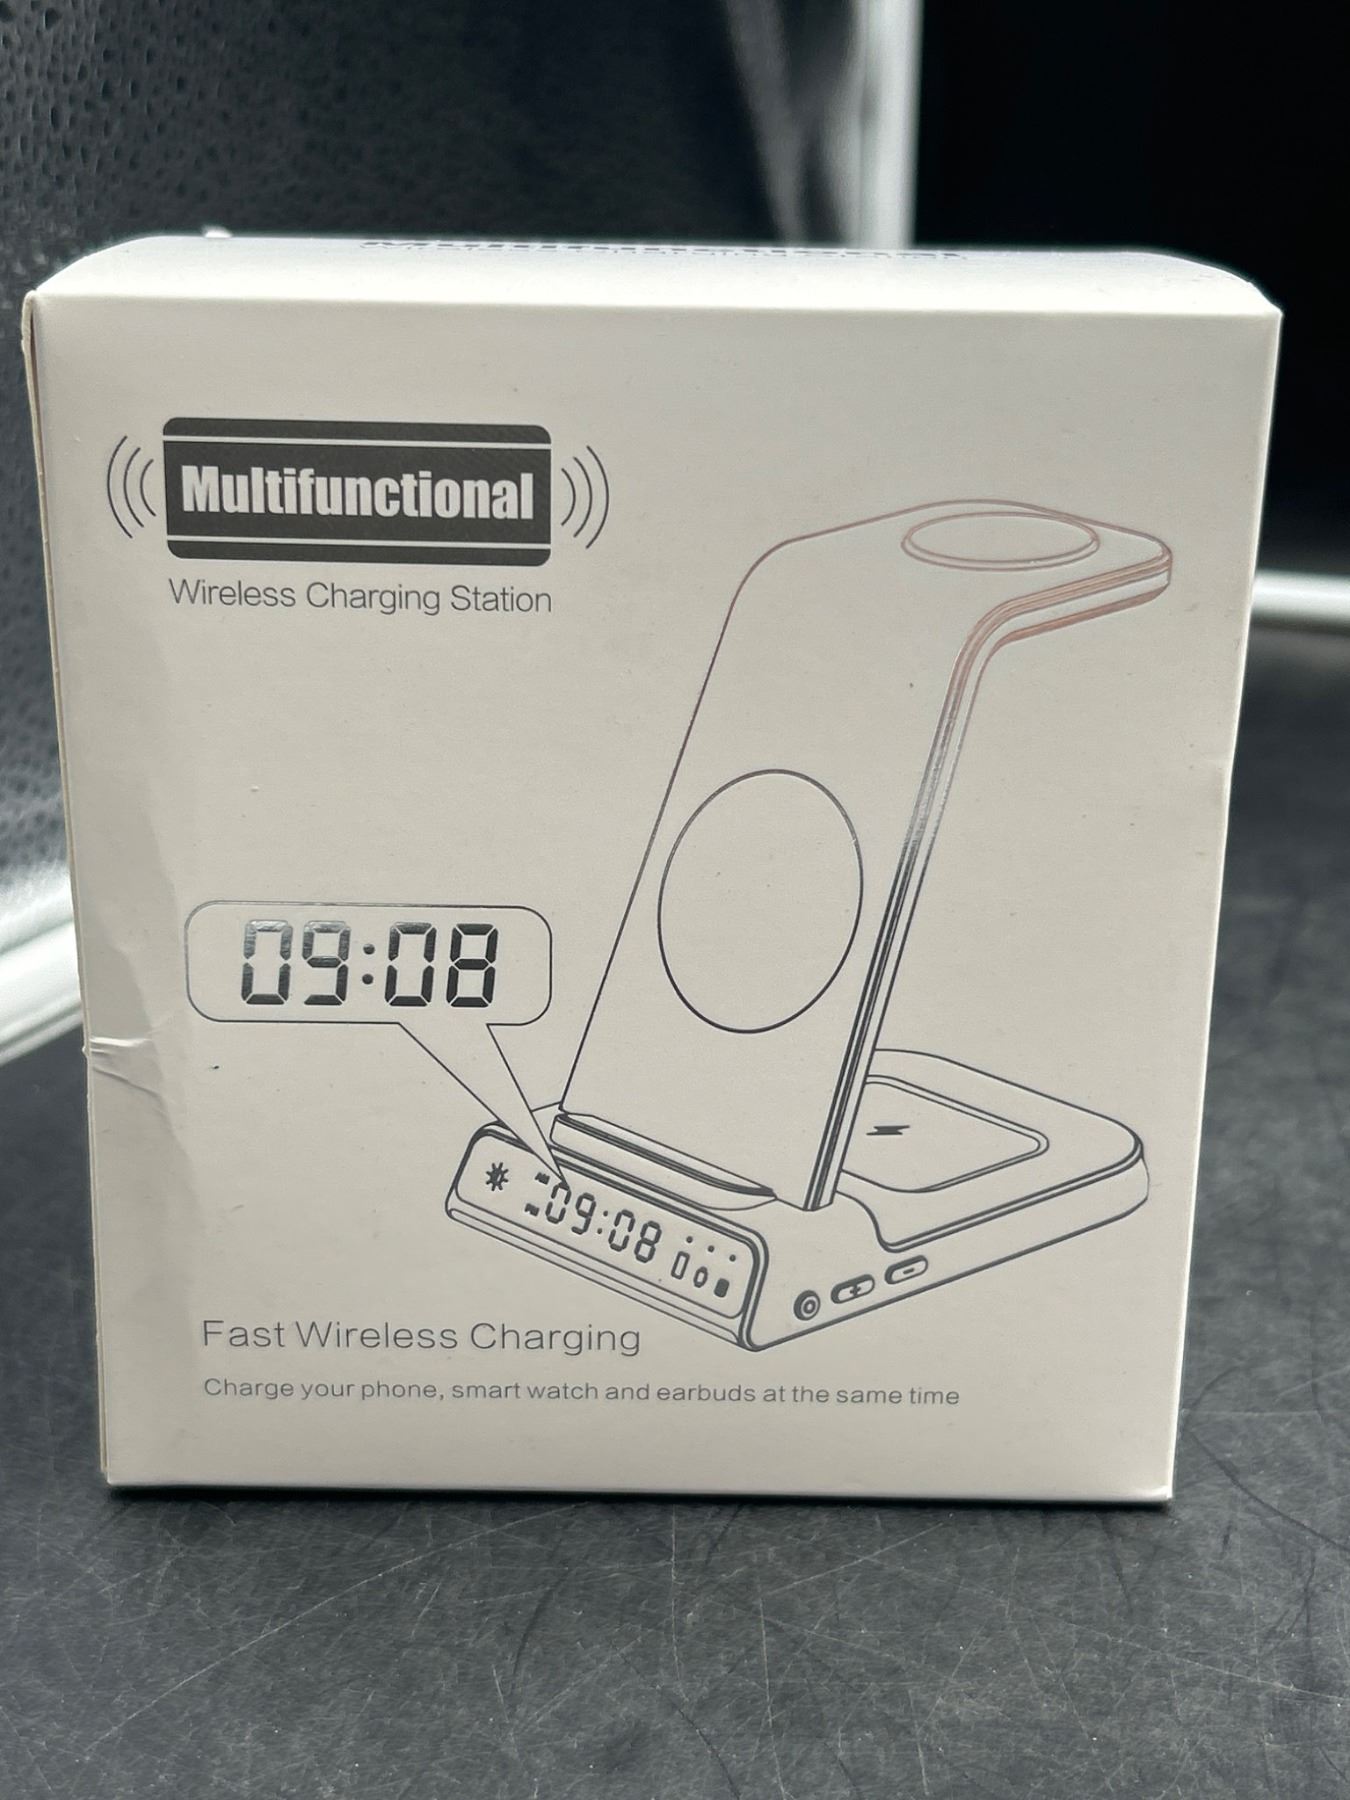 Multifunctional
Multifunctional
Wireless Charging Station
09:08
09:08
Fast Wireless Charging
Charge your phone, smart watch and earbuds at the same time